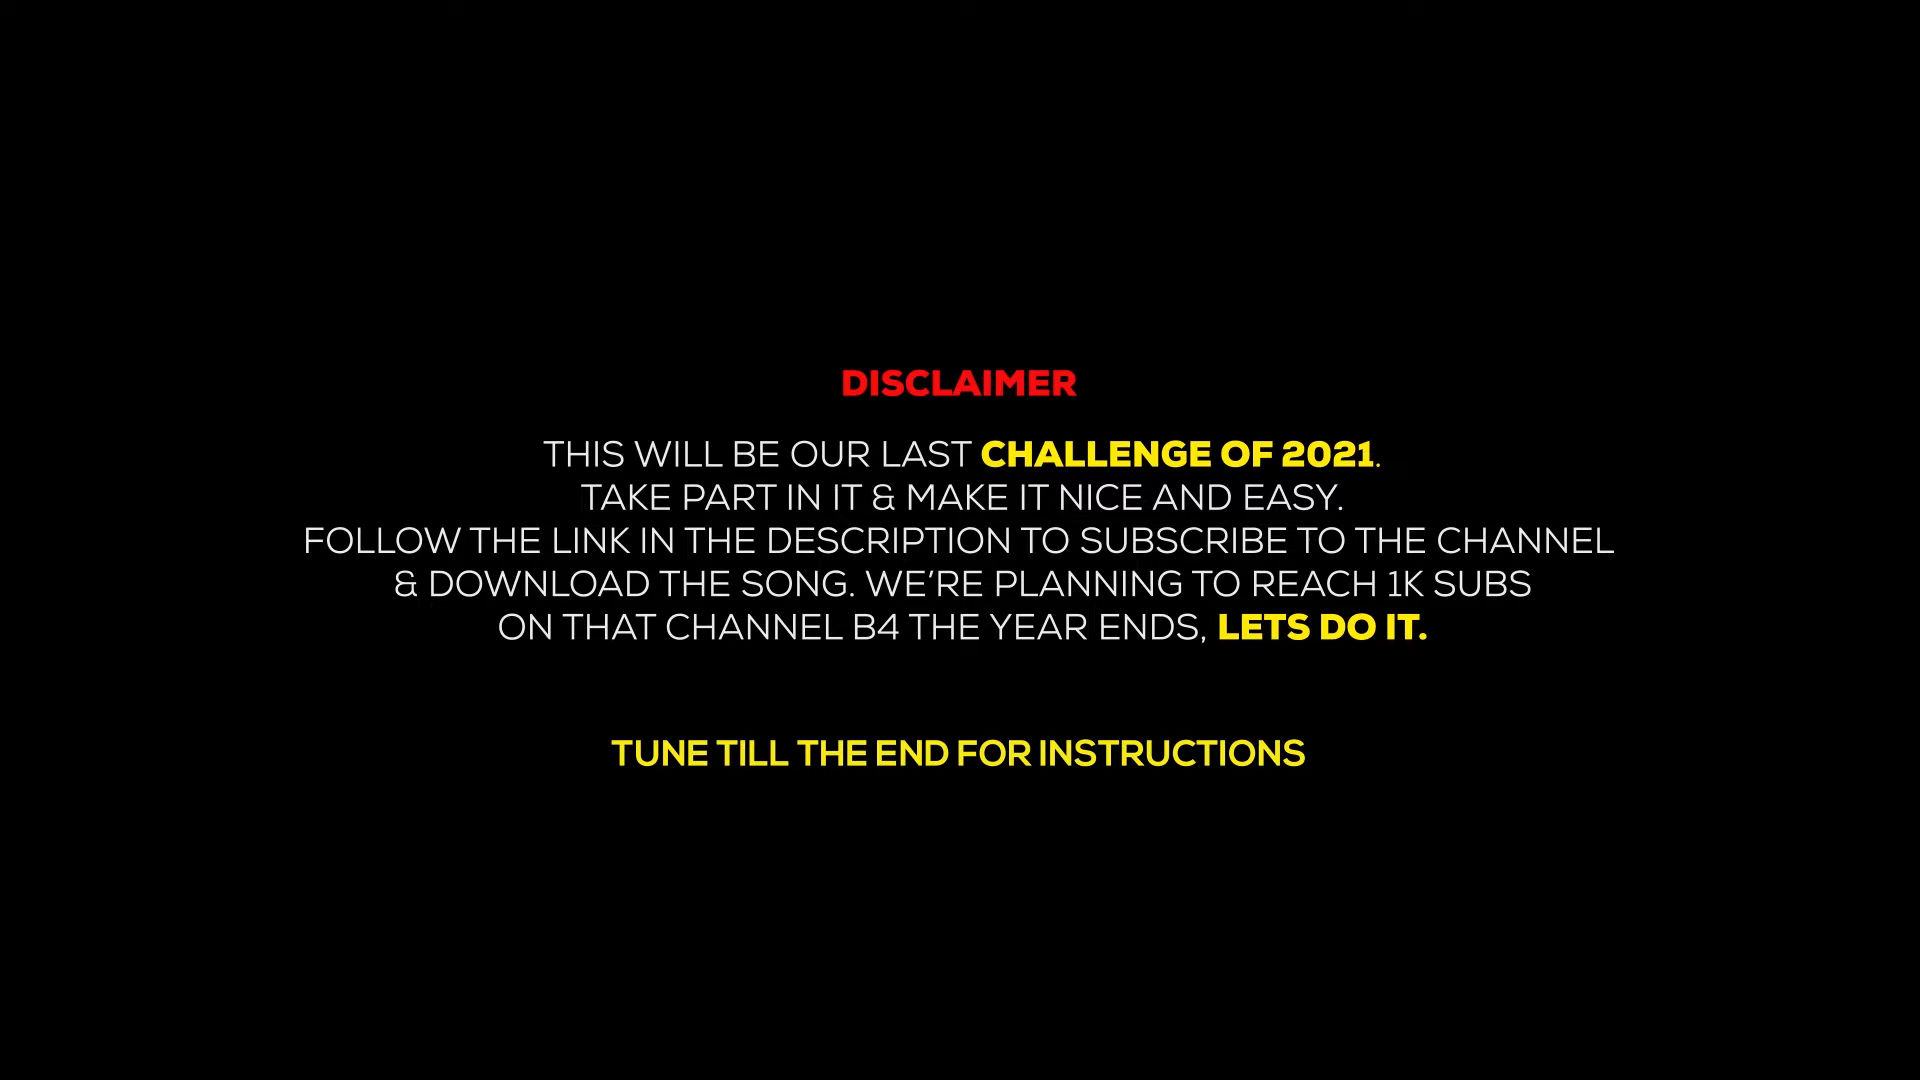 DISCLAIMER
THIS WILL BE OUR LAST CHALLENGE OF 2021.
TAKE PART IN IT & MAKE IT NICE AND EASY.
FOLLOW THE LINK IN THE DESCRIPTION TO SUBSCRIBE TO THE CHANNEL
& DOWNLOAD THE SONG. WE’RE PLANNING TO REACH 1K SUBS
ON THAT CHANNEL B4 THE YEAR ENDS, LETS DO IT.
TUNE TILL THE END FOR INSTRUCTIONS